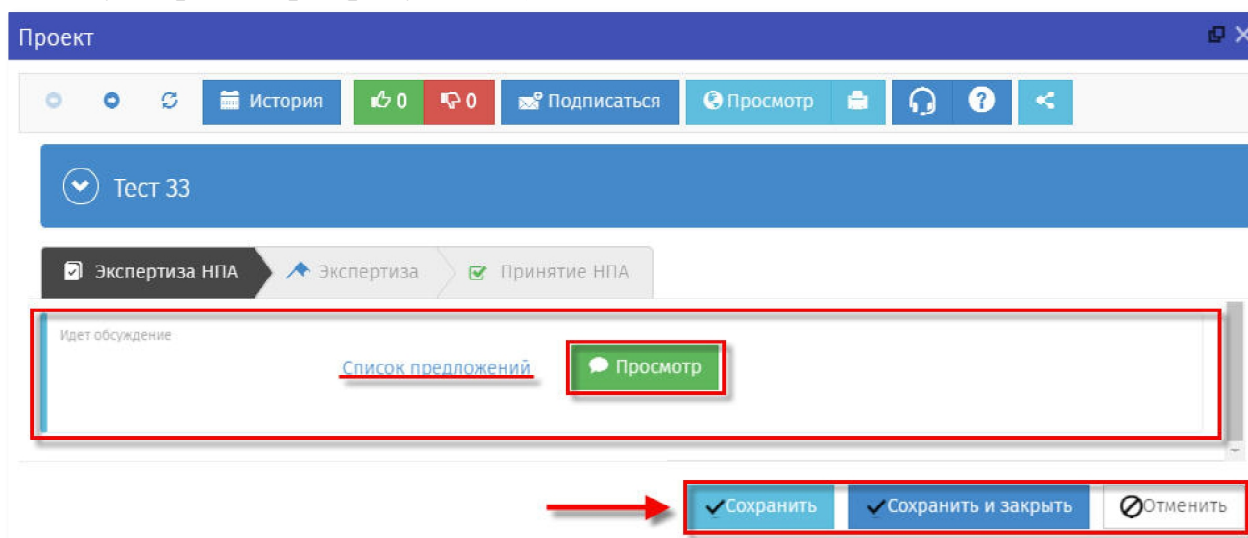 Проект
История 0 0 Подписаться Просмотр ?
Тест 33
Экспертиза НПА Экспертиза Принятие НПА
Идет обсуждение
Список предложений Просмотр
Сохранить Сохранить и закрыть Отменить